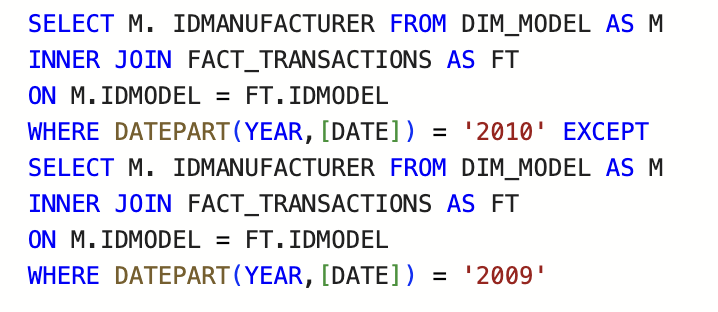 SELECT M. IDMANUFACTURER FROM DIM_MODEL AS M
INNER JOIN FACT_TRANSACTIONS AS FT
ON M.IDMODEL = FT.IDMODEL
WHERE DATEPART(YEAR,[DATE]) = '2010' EXCEPT
SELECT M. IDMANUFACTURER FROM DIM_MODEL AS M
INNER JOIN FACT_TRANSACTIONS AS FT
ON M.IDMODEL = FT.IDMODEL
WHERE DATEPART(YEAR,[DATE]) = '2009'